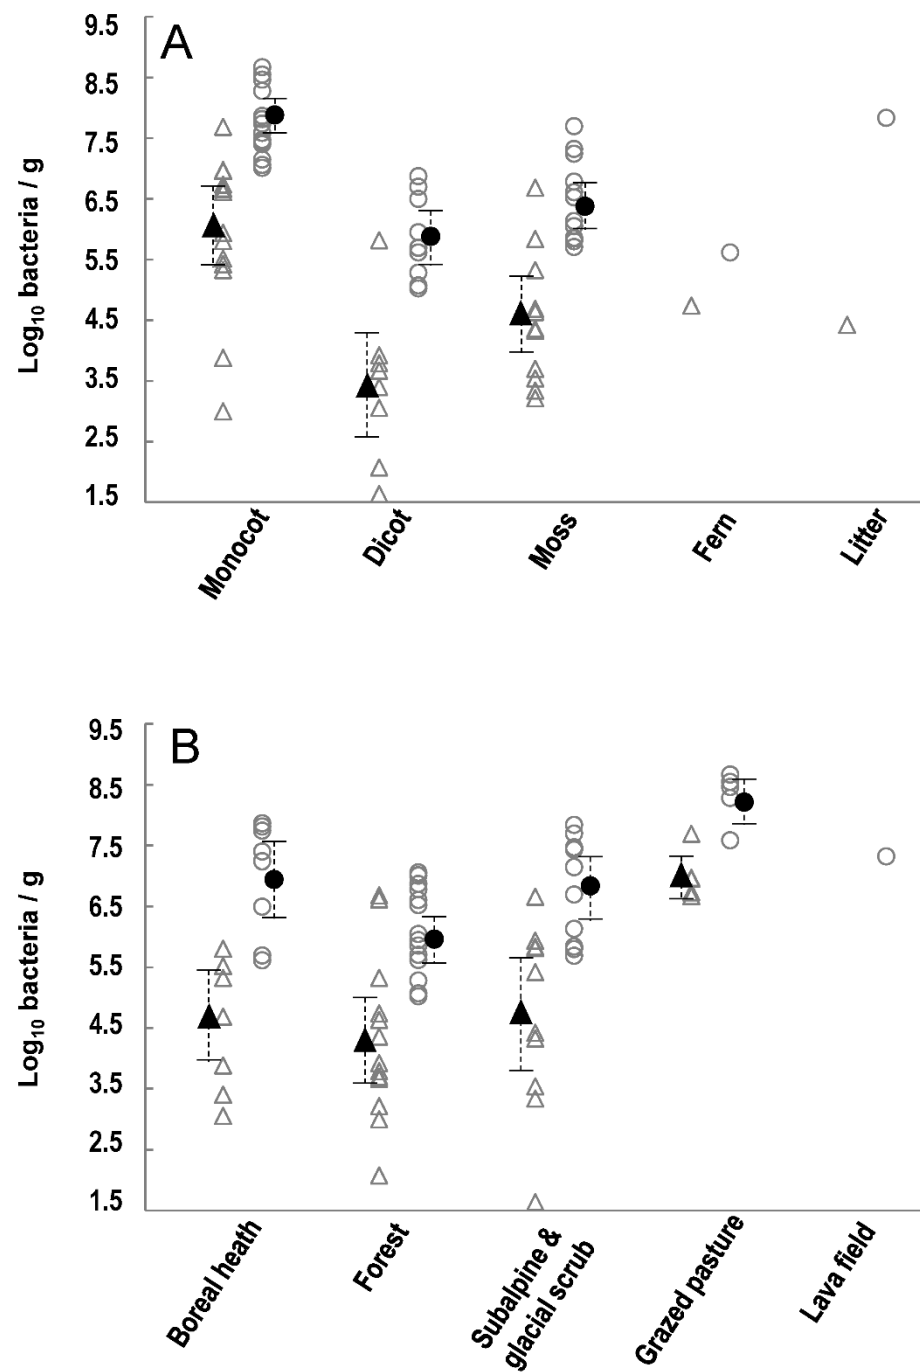 A
9.5
8.5
7.5
6.5
5.5
4.5
3.5
2.5
1.5
Log₁₀ bacteria / g
Monocot
Dicot
Moss
Fern
Litter
B
9.5
8.5
7.5
6.5
5.5
4.5
3.5
2.5
1.5
Log₁₀ bacteria / g
Boreal heath
Forest
Subalpine &
glacial scrub
Grazed pasture
Lava field